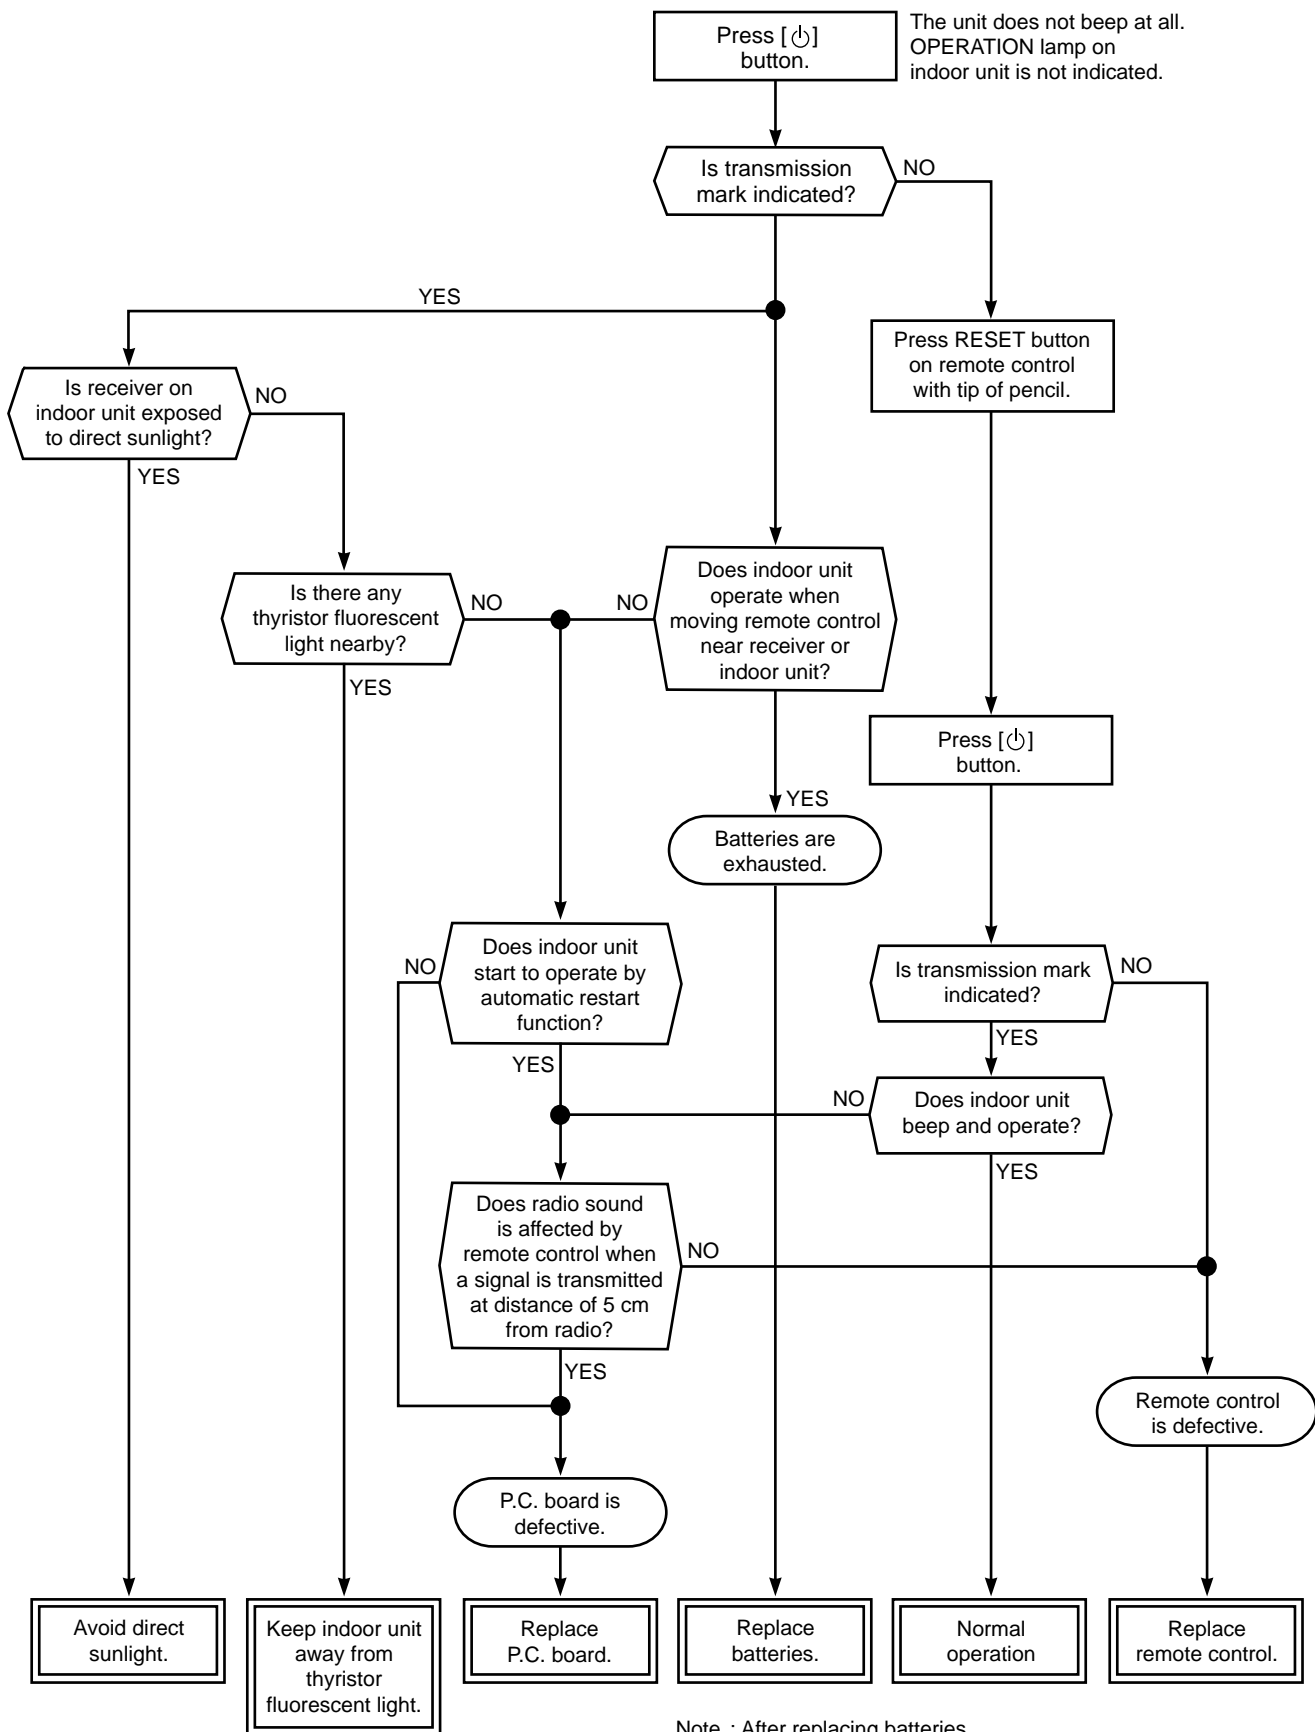 Press [⏻]
button.
The unit does not beep at all.
OPERATION lamp on
indoor unit is not indicated.
Is transmission
mark indicated?
NO
YES
Press RESET button
on remote control
with tip of pencil.
Is receiver on
indoor unit exposed
to direct sunlight?
NO
YES
Is there any
thyristor fluorescent
light nearby?
NO
YES
NO
Does indoor unit
operate when
moving remote control
near receiver or
indoor unit?
YES
Press [⏻]
button.
Batteries are
exhausted.
Does indoor unit
start to operate by
automatic restart
function?
NO
YES
Is transmission mark
indicated?
NO
YES
NO
Does indoor unit
beep and operate?
YES
Does radio sound
is affected by
remote control when
a signal is transmitted
at distance of 5 cm
from radio?
NO
YES
Remote control
is defective.
P.C. board is
defective.
Avoid direct
sunlight.
Keep indoor unit
away from
thyristor
fluorescent light.
Replace
P.C. board.
Replace
batteries.
Normal
operation
Replace
remote control.
Note : After replacing batteries